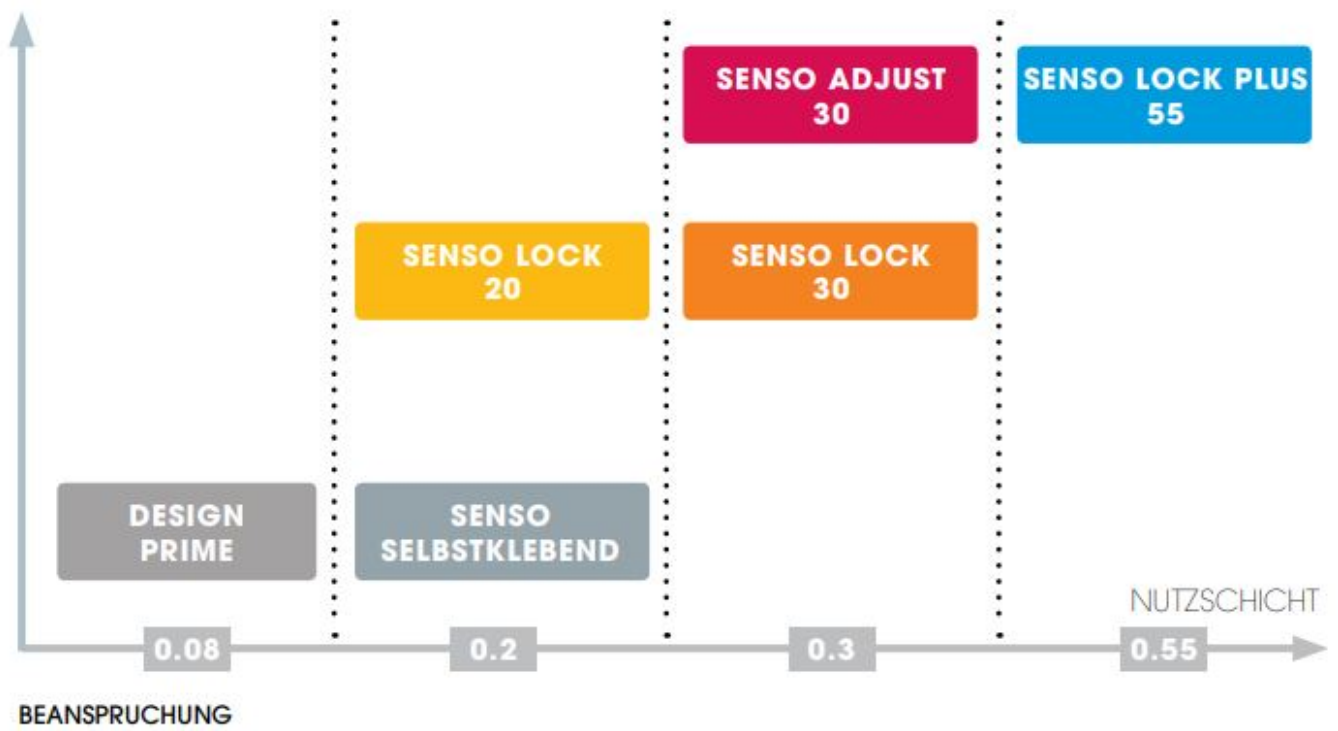 SENSO ADJUST
30
SENSO LOCK PLUS
55
SENSO LOCK
20
SENSO LOCK
30
DESIGN
PRIME
SENSO
SELBSTKLEBEND
NUTZSCHICHT
0.08
0.2
0.3
0.55
BEANSPRUCHUNG